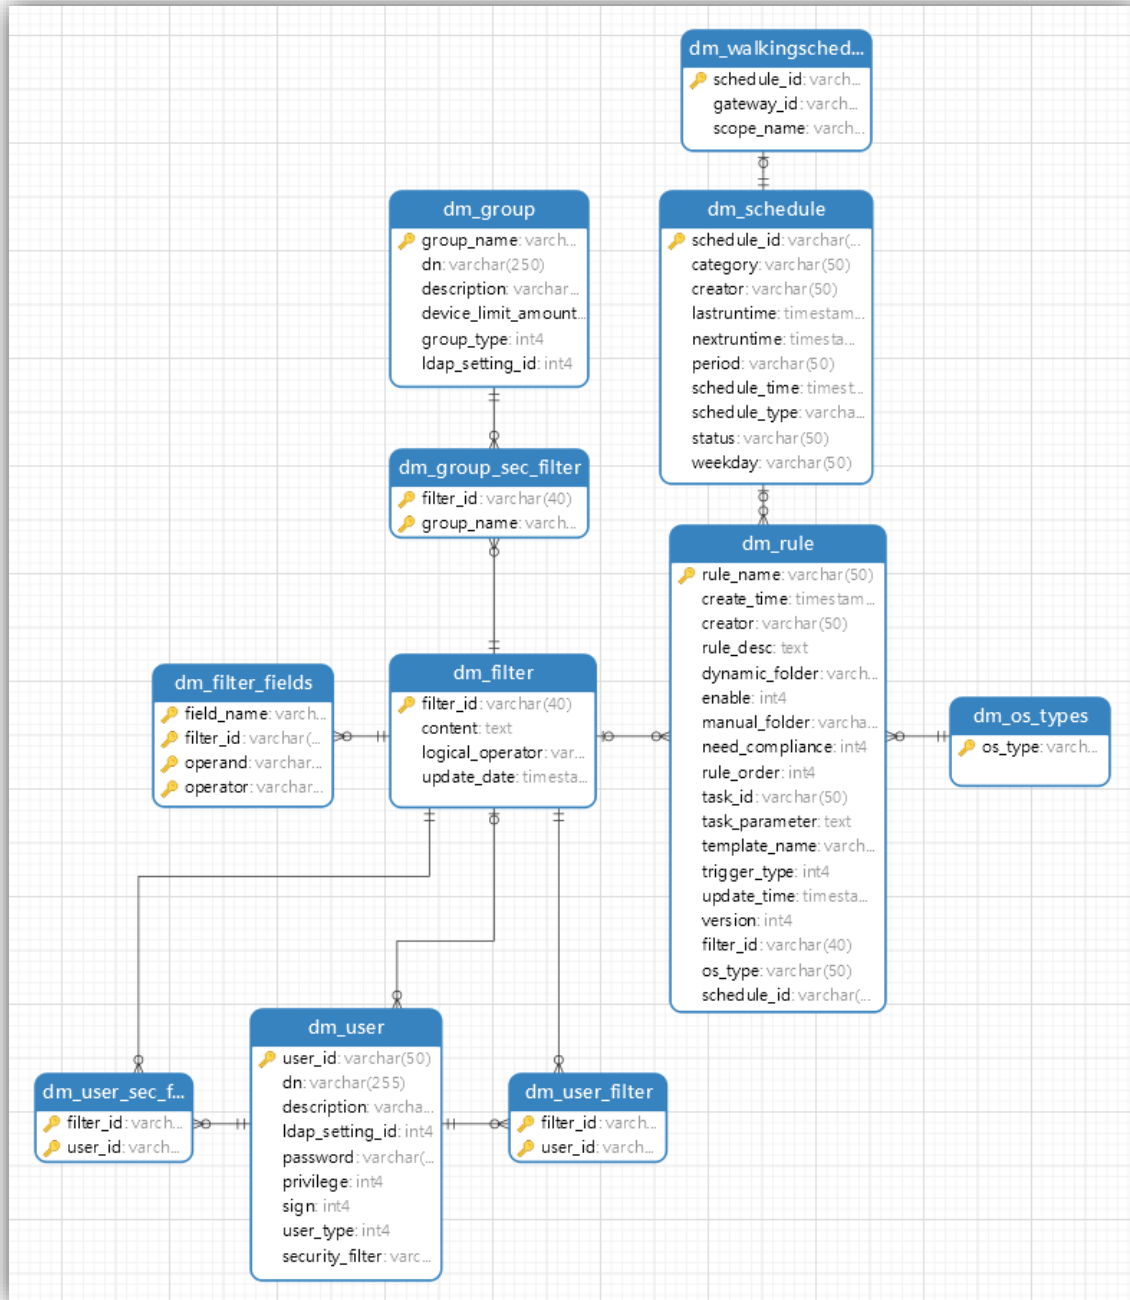 dm_walkingsched...
schedule_id: varch...
gateway_id: varch...
scope_name: varch...
dm_group
group_name: varch...
dn: varchar(250)
description: varchar...
device_limit_amount...
group_type: int4
ldap_setting_id: int4
dm_schedule
schedule_id: varchar(...
category: varchar(50)
creator: varchar(50)
lastruntime: timestam...
nextruntime: timesta...
period: varchar(50)
schedule_time: timest...
schedule_type: varcha...
status: varchar(50)
weekday: varchar(50)
dm_group_sec_filter
filter_id: varchar(40)
group_name: varch...
dm_rule
rule_name: varchar(50)
create_time: timestam...
creator: varchar(50)
rule_desc: text
dynamic_folder: varch...
enable: int4
manual_folder: varcha...
need_compliance: int4
rule_order: int4
task_id: varchar(50)
task_parameter: text
template_name: varch...
trigger_type: int4
update_time: timesta...
version: int4
filter_id: varchar(40)
os_type: varchar(50)
schedule_id: varchar(...
dm_filter_fields
field_name: varch...
filter_id: varchar(...
operand: varchar...
operator: varchar...
dm_filter
filter_id: varchar(40)
content: text
logical_operator: var...
update_date: timesta...
dm_os_types
os_type: varch...
dm_user_sec_f...
filter_id: varch...
user_id: varch...
dm_user
user_id: varchar(50)
dn: varchar(255)
description: varcha...
ldap_setting_id: int4
password: varchar(...
privilege: int4
sign: int4
user_type: int4
security_filter: varc...
dm_user_filter
filter_id: varch...
user_id: varch...